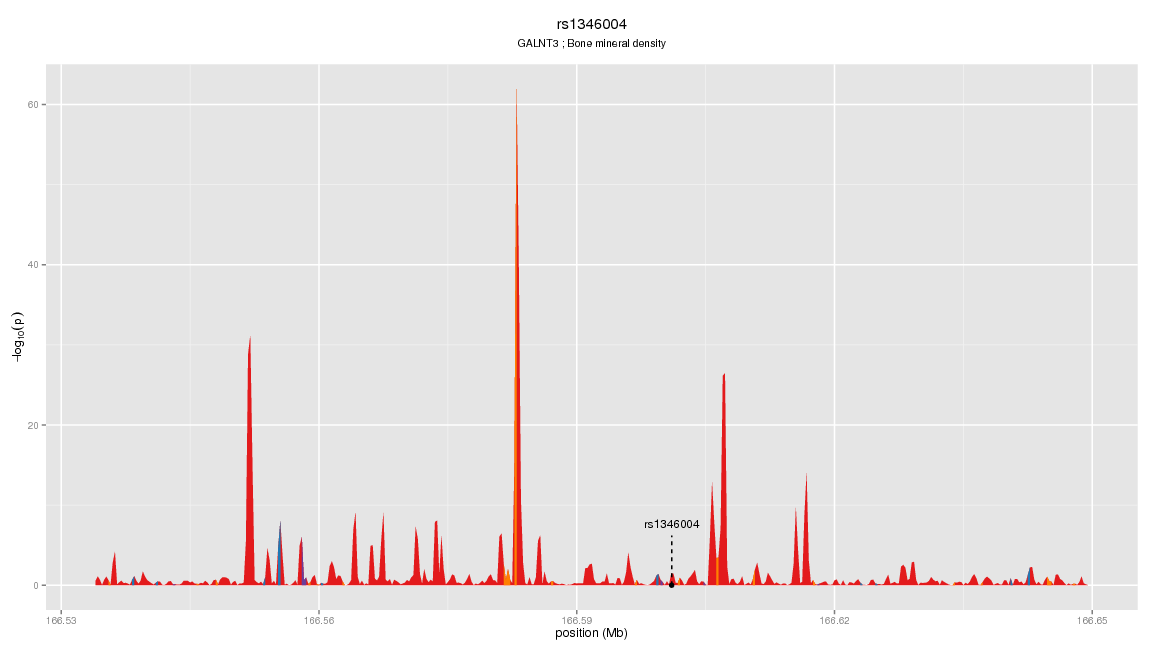 rs1346004
GALNT3 ; Bone mineral density
60
40
20
0
−log10(p)
rs1346004
166.53
166.56
166.59
166.62
166.65
position (Mb)